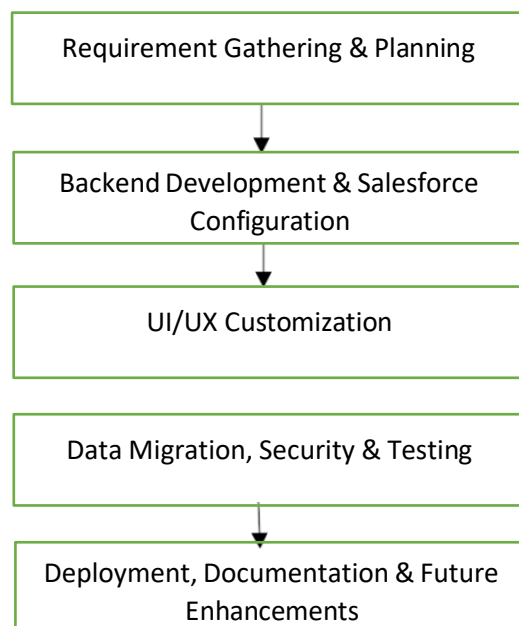 Requirement Gathering & Planning
Backend Development & Salesforce
Configuration
UI/UX Customization
Data Migration, Security & Testing
Deployment, Documentation & Future
Enhancements